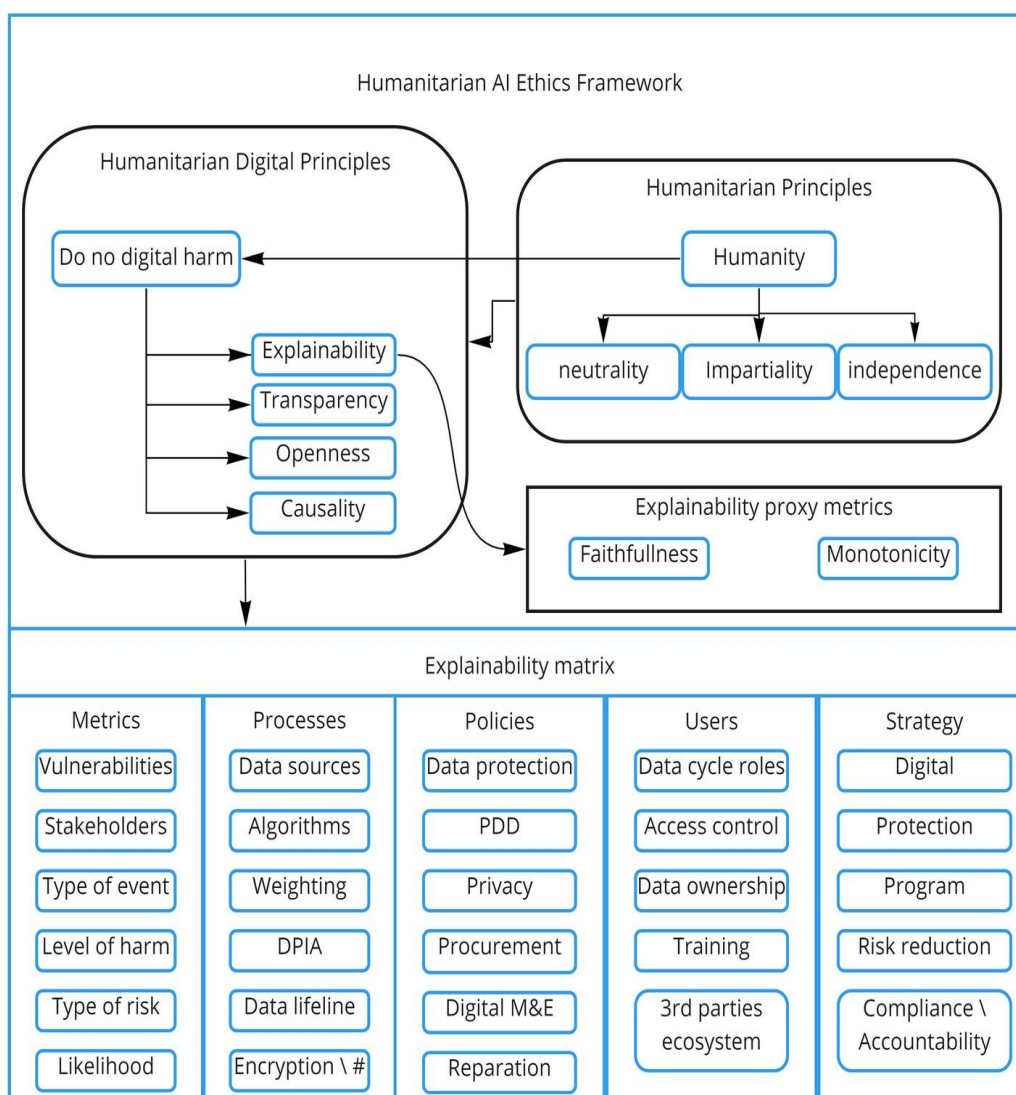 Humanitarian AI Ethics Framework
Humanitarian Digital Principles
Do no digital harm
Explainability
Transparency
Openness
Causality
Humanitarian Principles
Humanity
neutrality
Impartiality
independence
Explainability proxy metrics
Faithfullness
Monotonicity
Explainability matrix
Metrics
Vulnerabilities
Stakeholders
Type of event
Level of harm
Type of risk
Likelihood
Processes
Data sources
Algorithms
Weighting
DPIA
Data lifeline
Encryption \ #
Policies
Data protection
PDD
Privacy
Procurement
Digital M&E
Reparation
Users
Data cycle roles
Access control
Data ownership
Training
3rd parties
ecosystem
Strategy
Digital
Protection
Program
Risk reduction
Compliance \
Accountability